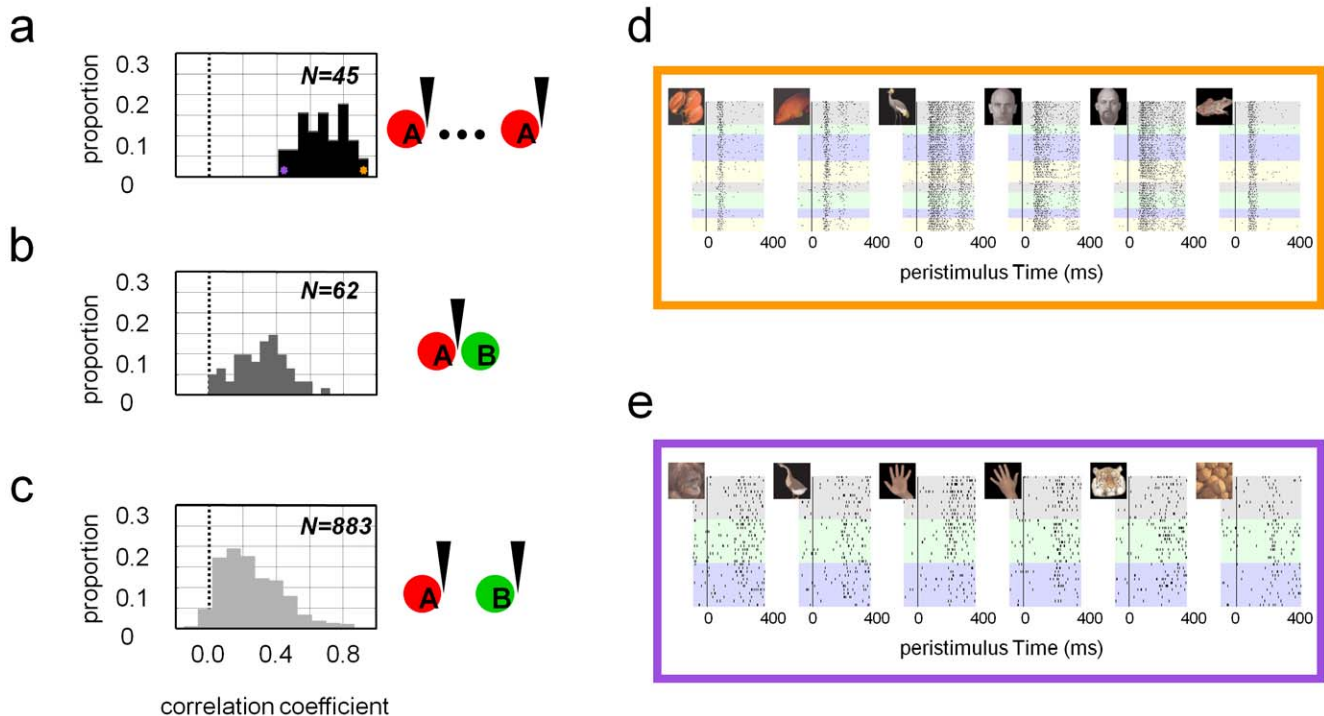 a
proportion
0.3
0.2
0.1
0
N=45
A
A
b
proportion
0.3
0.2
0.1
0
N=62
A B
c
proportion
0.3
0.2
0.1
0
N=883
A
B
0.0 0.4 0.8
correlation coefficient
d
0 400 0 400 0 400 0 400 0 400 0 400
peristimulus Time (ms)
e
0 400 0 400 0 400 0 400 0 400 0 400
peristimulus Time (ms)